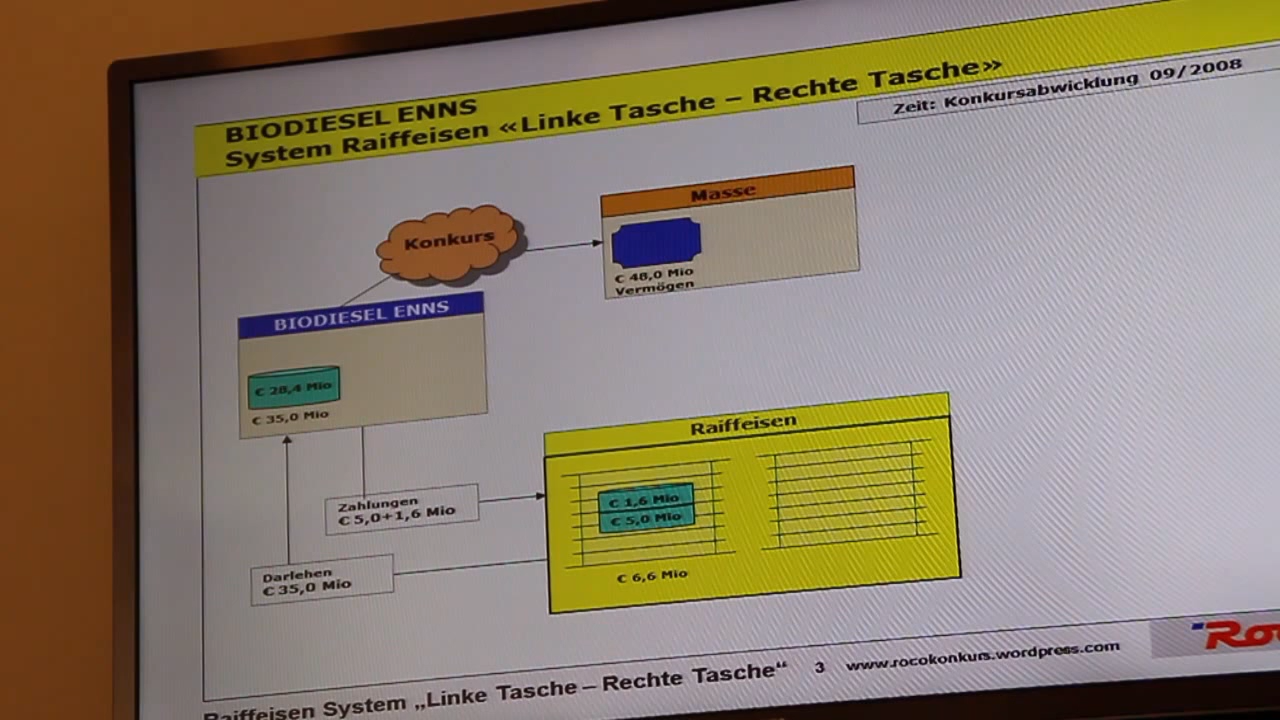 BIODIESEL ENNS
System Raiffeisen «Linke Tasche – Rechte Tasche»
Zeit: Konkursabwicklung 09/2008
Masse
Konkurs
€ 48,0 Mio
Vermögen
BIODIESEL ENNS
€ 28,4 Mio
€ 35,0 Mio
Raiffeisen
Zahlungen
€ 5,0+1,6 Mio
€ 1,6 Mio
€ 5,0 Mio
Darlehen
€ 35,0 Mio
€ 6,6 Mio
Raiffeisen System „Linke Tasche – Rechte Tasche“ 3 www.rocokonkurs.wordpress.com